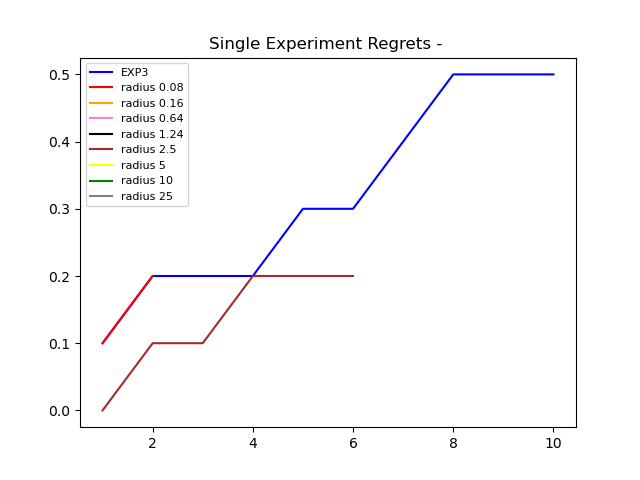 Single Experiment Regrets -
EXP3
radius 0.08
radius 0.16
radius 0.64
radius 1.24
radius 2.5
radius 5
radius 10
radius 25
0.5
0.4
0.3
0.2
0.1
0.0
2 4 6 8 10